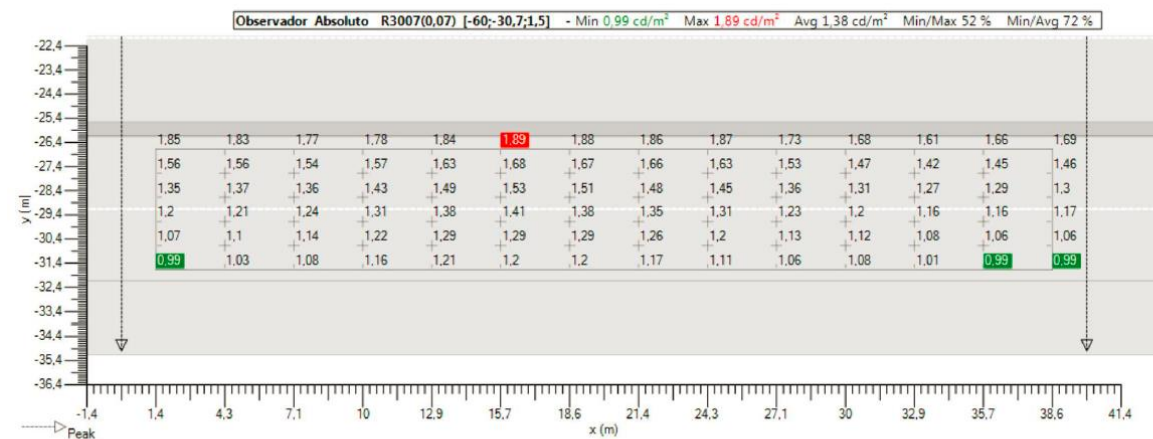 Observador Absoluto R3007(0,07) [-60;-30,7;1,5] - Min 0,99 cd/m² Max 1,89 cd/m² Avg 1,38 cd/m² Min/Max 52 % Min/Avg 72 %
-22,4
-23,4
-24,4
-25,4
-26,4 1,85 1,83 1,77 1,78 1,84 1,89 1,88 1,86 1,87 1,73 1,68 1,61 1,66 1,69
-27,4 1,56 1,56 1,54 1,57 1,63 1,68 1,67 1,66 1,63 1,53 1,47 1,42 1,45 1,46
-28,4 1,35 1,37 1,36 1,43 1,49 1,53 1,51 1,48 1,45 1,36 1,31 1,27 1,29 1,3
y (m)
-29,4 1,2 1,21 1,24 1,31 1,38 1,41 1,38 1,35 1,31 1,23 1,2 1,16 1,16 1,17
-30,4 1,07 1,1 1,14 1,22 1,29 1,29 1,29 1,26 1,2 1,13 1,12 1,08 1,06 1,06
-31,4 0,99 1,03 1,08 1,16 1,21 1,2 1,2 1,17 1,11 1,06 1,08 1,01 0,99 0,99
-32,4
-33,4
-34,4
-35,4
-36,4
-1,4 1,4 4,3 7,1 10 12,9 15,7 18,6 21,4 24,3 27,1 30 32,9 35,7 38,6 41,4
Peak
x (m)